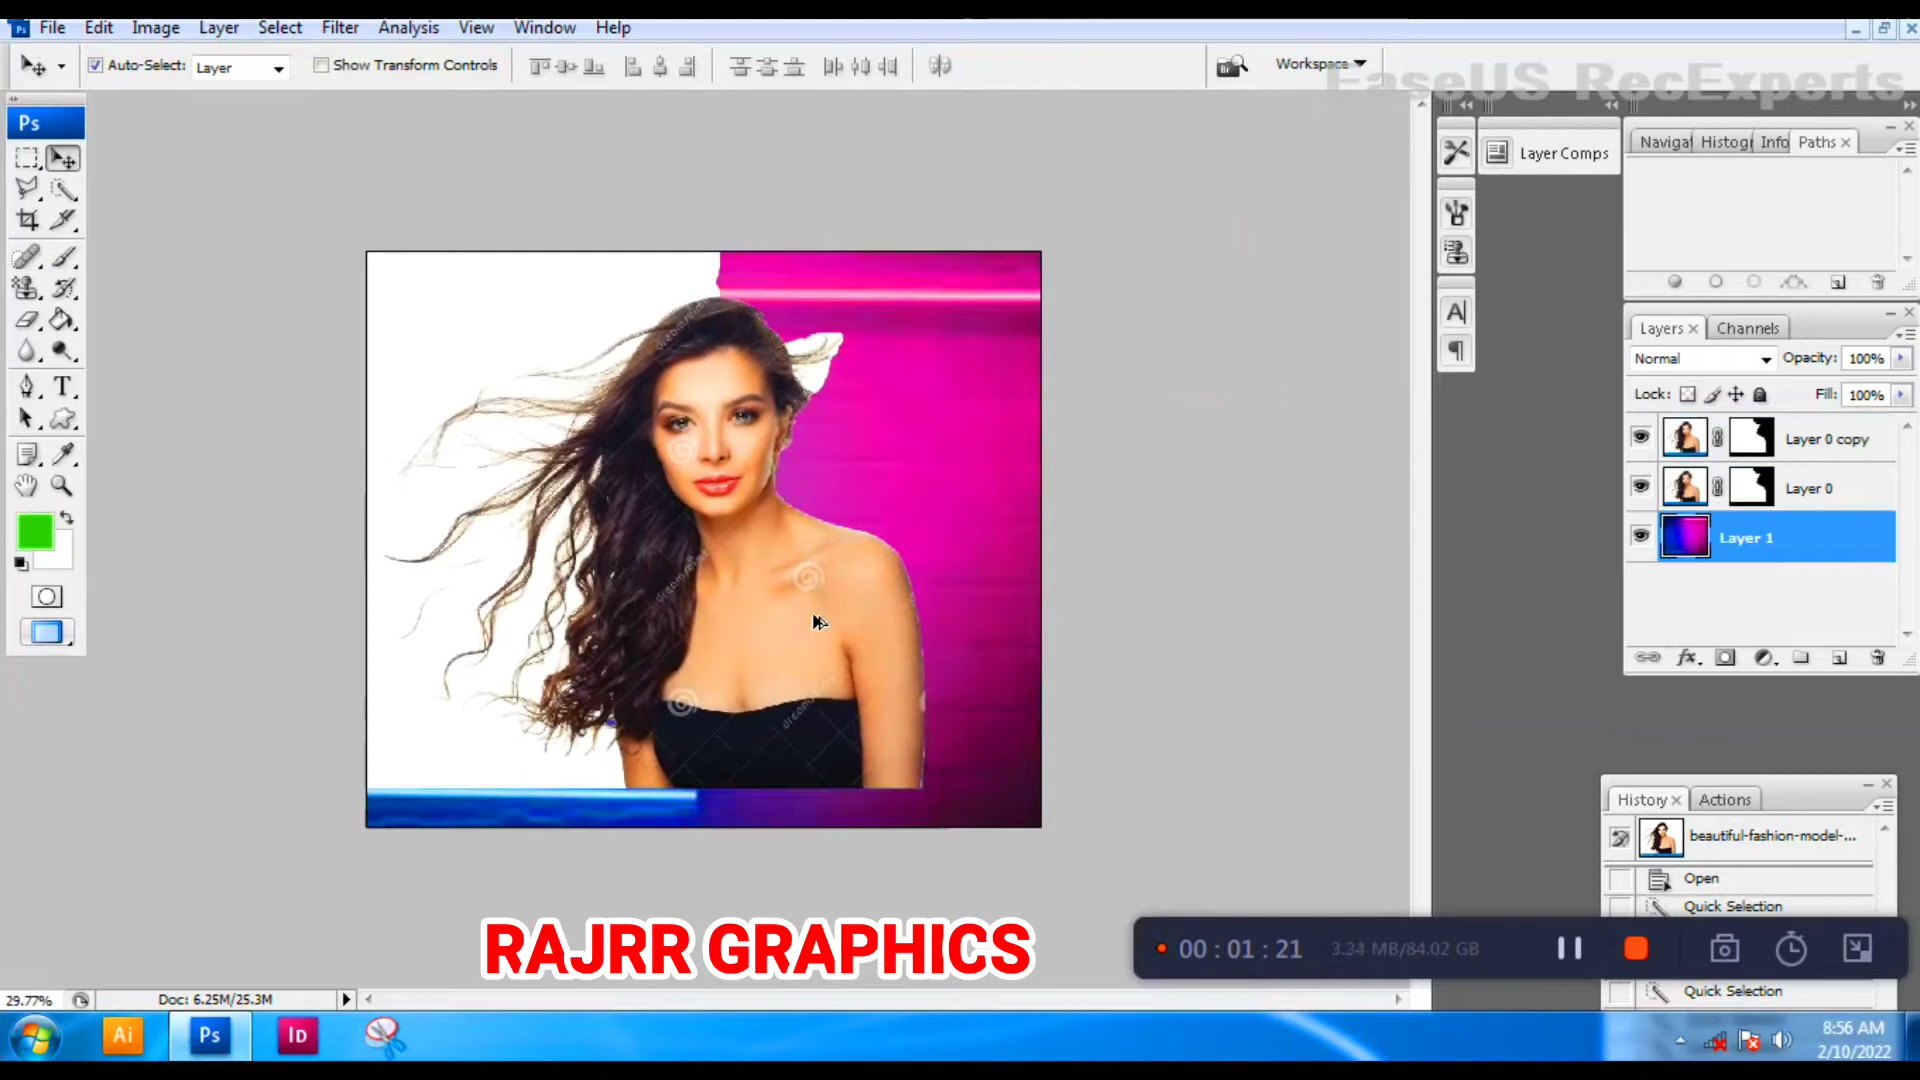 Ps File Edit Image Layer Select Filter Analysis View Window Help
Auto-Select: Layer Show Transform Controls Br Workspace
EaseUS RecExperts
Ps
Layer Comps
Navigat Histogr Info Paths
Layers Channels
Normal Opacity: 100%
Lock: Fill: 100%
Layer 0 copy
Layer 0
Layer 1
T
A
fx
History Actions
beautiful-fashion-model-...
Open
Quick Selection
RAJRR GRAPHICS
00 : 01 : 21 3.34 MB/84.02 GB
Quick Selection
29.77% Doc: 6.25M/25.3M
Ai Ps ID
8:56 AM
2/10/2022